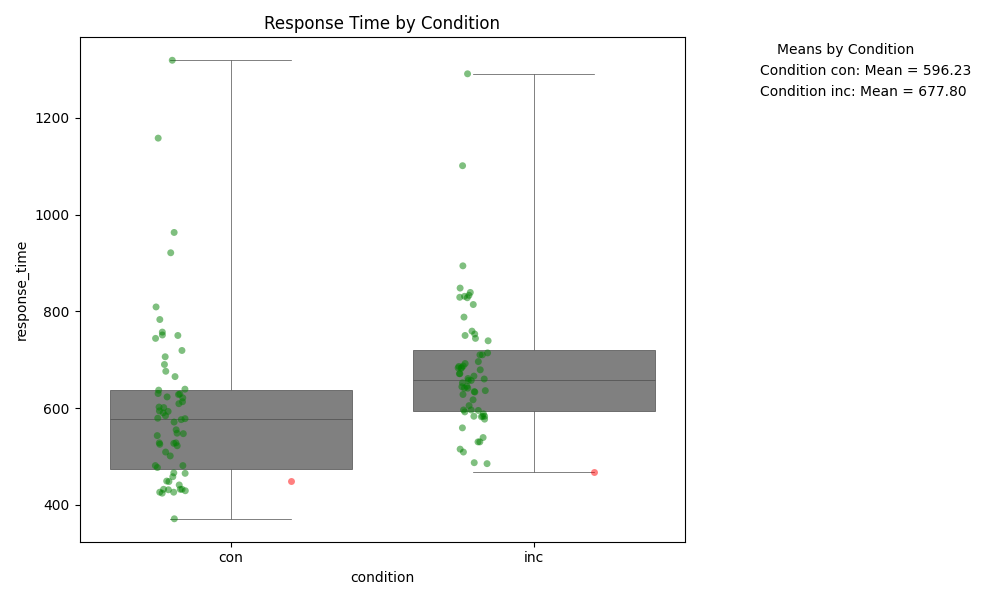 Response Time by Condition
Means by Condition
Condition con: Mean = 596.23
Condition inc: Mean = 677.80
response_time
1200
1000
800
600
400
con
inc
condition